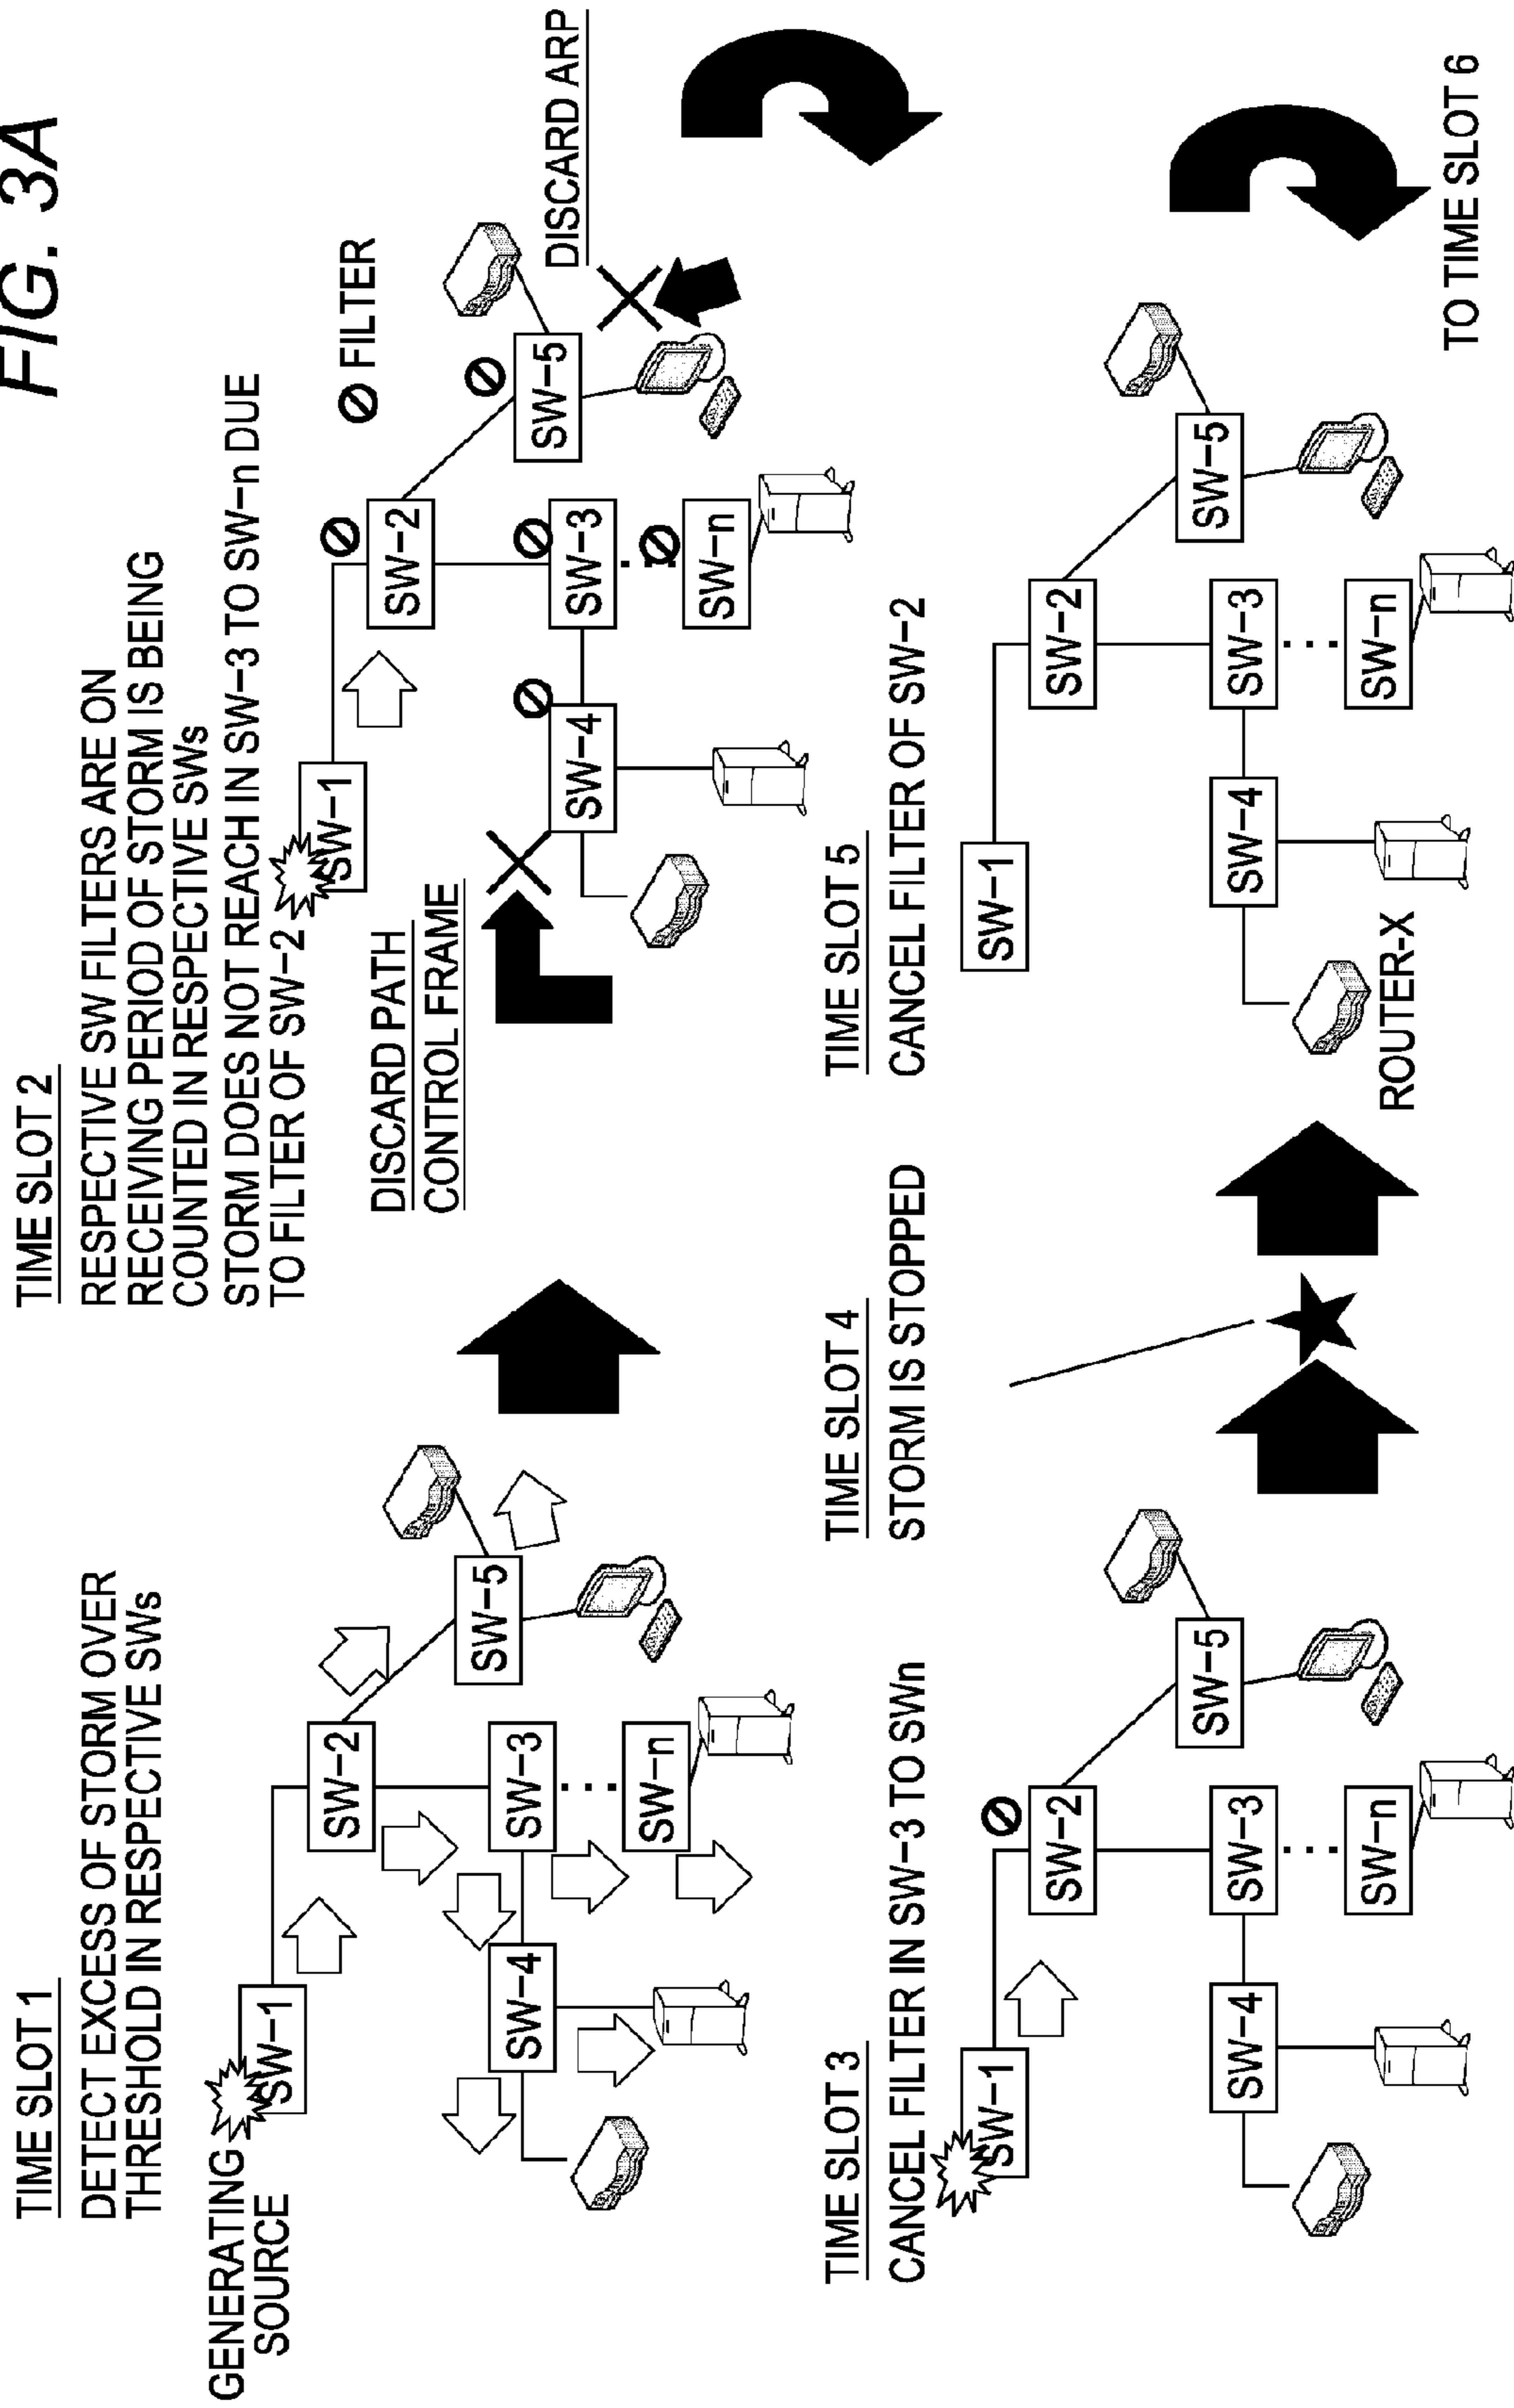 FIG. 3A
TIME SLOT 1
DETECT EXCESS OF STORM OVER
THRESHOLD IN RESPECTIVE SWs
GENERATING
SOURCE
SW-1
SW-2
SW-5
SW-3
SW-4
SW-n
TIME SLOT 2
RESPECTIVE SW FILTERS ARE ON
RECEIVING PERIOD OF STORM IS BEING
COUNTED IN RESPECTIVE SWs
STORM DOES NOT REACH IN SW-3 TO SW-n DUE
TO FILTER OF SW-2
FILTER
SW-1
SW-2
SW-5
DISCARD ARP
DISCARD PATH
CONTROL FRAME
SW-4
SW-3
SW-n
TIME SLOT 3
CANCEL FILTER IN SW-3 TO SWn
SW-1
SW-2
SW-5
SW-4
SW-3
SW-n
TIME SLOT 4
STORM IS STOPPED
TIME SLOT 5
CANCEL FILTER OF SW-2
SW-1
SW-2
SW-5
SW-4
SW-3
SW-n
ROUTER-X
TO TIME SLOT 6